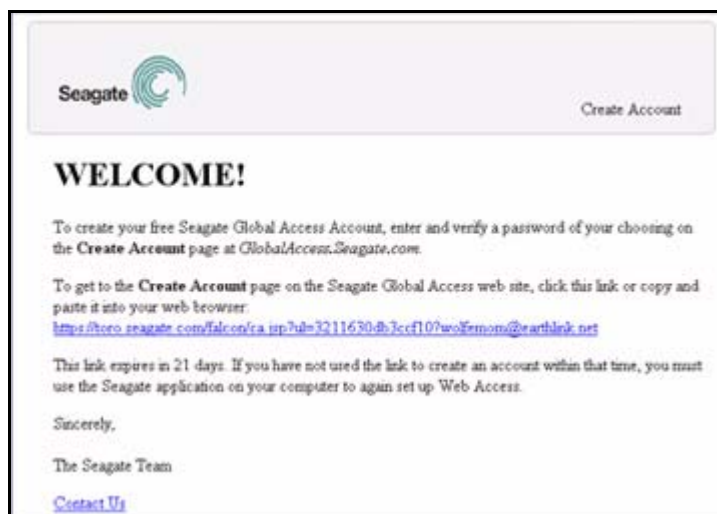 Seagate
Create Account
WELCOME!
To create your free Seagate Global Access Account, enter and verify a password of your choosing on
the Create Account page at GlobalAccess.Seagate.com.
To get to the Create Account page on the Seagate Global Access web site, click this link or copy and
paste it into your web browser:
https://toro.seagate.com/falcon/ca.jsp?ul=3211630db3ccf10?wolfemom@earthlink.net
This link expires in 21 days. If you have not used the link to create an account within that time, you must
use the Seagate application on your computer to again set up Web Access.
Sincerely,
The Seagate Team
Contact Us